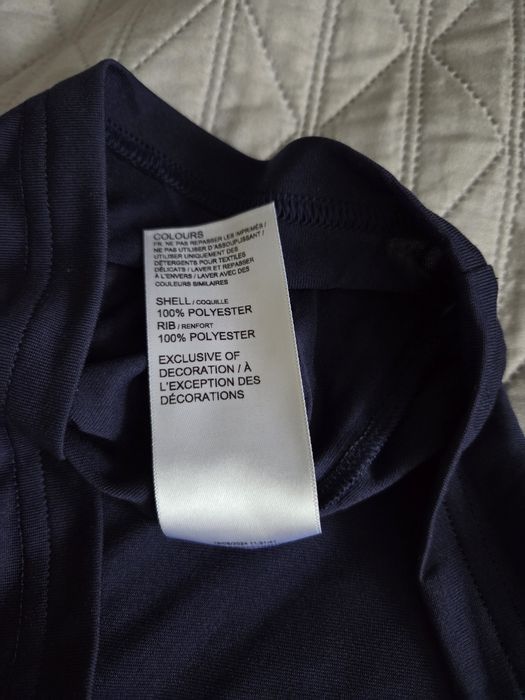 COLOURS
FR: NE PAS REPASSER LES IMPRIMÉS /
NE PAS UTILISER D'ASSOUPLISSANT /
UTILISER UNIQUEMENT DES
DÉTERGENTS POUR TEXTILES
DÉLICATS / LAVER ET REPASSER
À L'ENVERS / LAVER AVEC DES
COULEURS SIMILAIRES
SHELL / COQUILLE
100% POLYESTER
RIB / RENFORT
100% POLYESTER
EXCLUSIVE OF
DECORATION / À
L'EXCEPTION DES
DÉCORATIONS